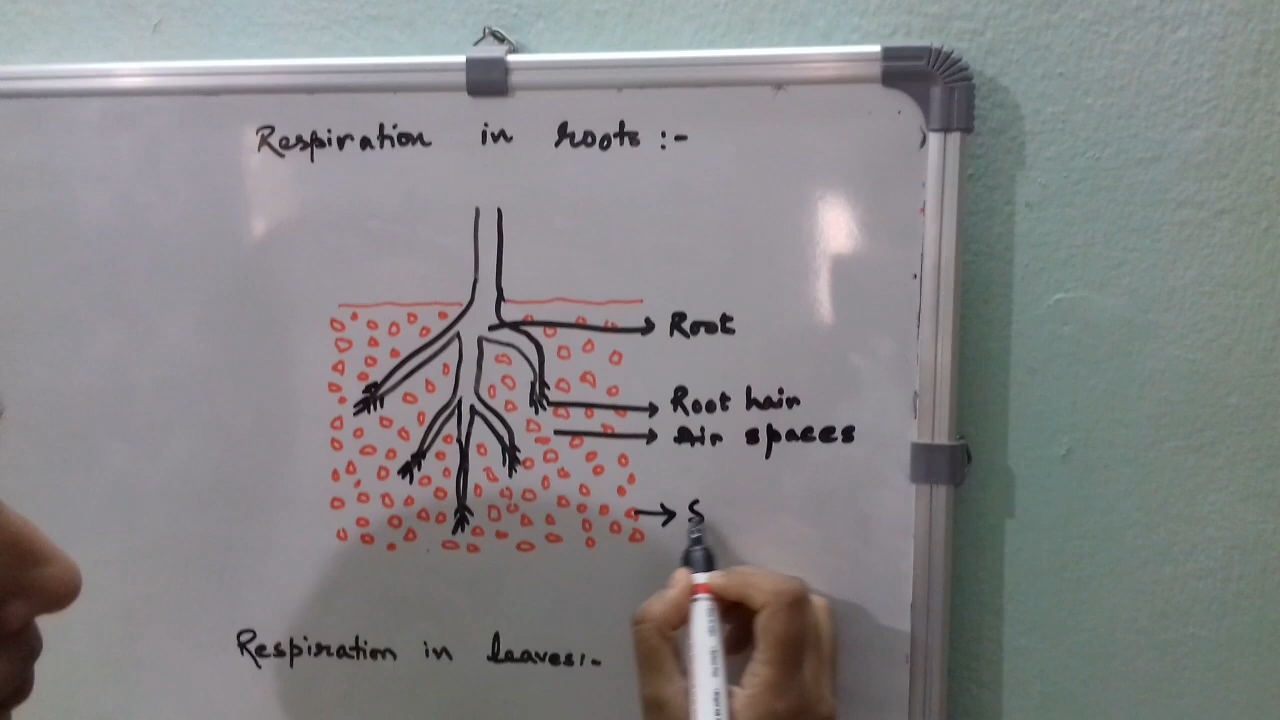 Respiration in roots :-
Root
Root hair
Air spaces
S
Respiration in leaves:-